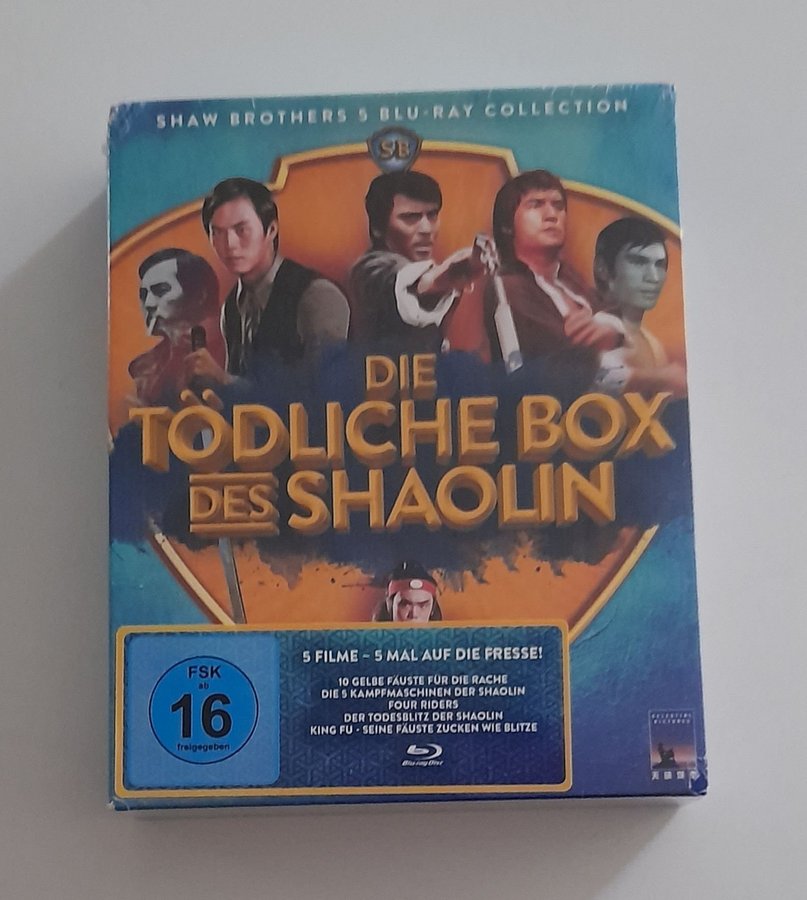 SHAW BROTHERS 5 BLU-RAY COLLECTION
SB
DIE
TÖDLICHE BOX
DES SHAOLIN
5 FILME - 5 MAL AUF DIE FRESSE!
10 GELBE FÄUSTE FÜR DIE RACHE
DIE 5 KAMPFMASCHINEN DER SHAOLIN
FOUR RIDERS
DER TODESBLITZ DER SHAOLIN
KING FU - SEINE FÄUSTE ZUCKEN WIE BLITZE
Blu-ray Disc
FSK
ab
16
freigegeben
CELESTIAL
PICTURES